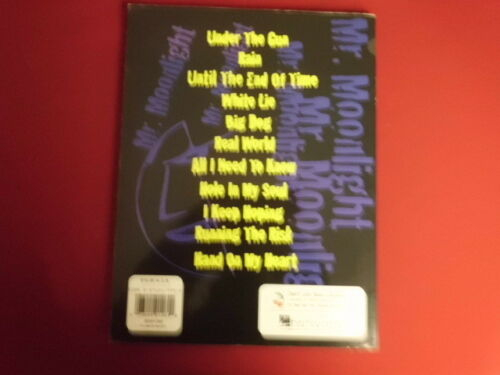 Under The Gun
Rain
Until The End Of Time
White Lie
Big Dog
Real World
All I Need To Know
Hole In My Soul
I Keep Hoping
Running The Risk
Hand On My Heart
Mr. Moonlight
Mr. Moonlight
Mr. Moonlight
Mr. Moonlight